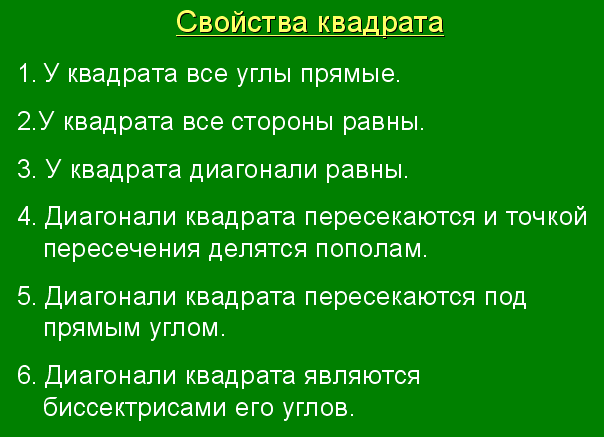 Свойства квадрата
1. У квадрата все углы прямые.
2.У квадрата все стороны равны.
3. У квадрата диагонали равны.
4. Диагонали квадрата пересекаются и точкой
пересечения делятся пополам.
5. Диагонали квадрата пересекаются под
прямым углом.
6. Диагонали квадрата являются
биссектрисами его углов.